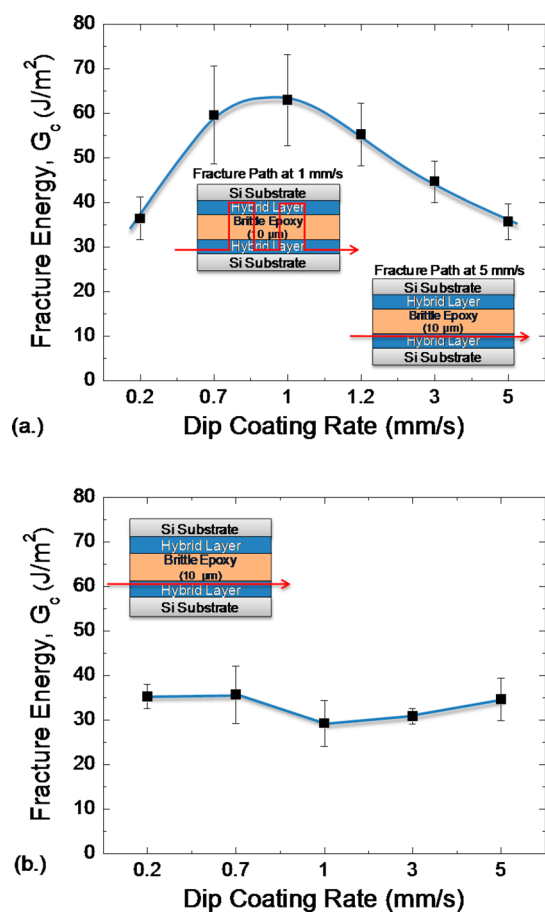 80
70
60
50
40
30
20
10
0
Fracture Energy, G_c (J/m²)
Fracture Path at 1 mm/s
Si Substrate
Hybrid Layer
Brittle Epoxy
(10 µm)
Hybrid Layer
Si Substrate
Fracture Path at 5 mm/s
Si Substrate
Hybrid Layer
Brittle Epoxy
(10 µm)
Hybrid Layer
Si Substrate
0.2 0.7 1 1.2 3 5
(a.) Dip Coating Rate (mm/s)
80
70
60
50
40
30
20
10
0
Fracture Energy, G_c (J/m²)
Si Substrate
Hybrid Layer
Brittle Epoxy
(10 µm)
Hybrid Layer
Si Substrate
0.2 0.7 1 3 5
(b.) Dip Coating Rate (mm/s)